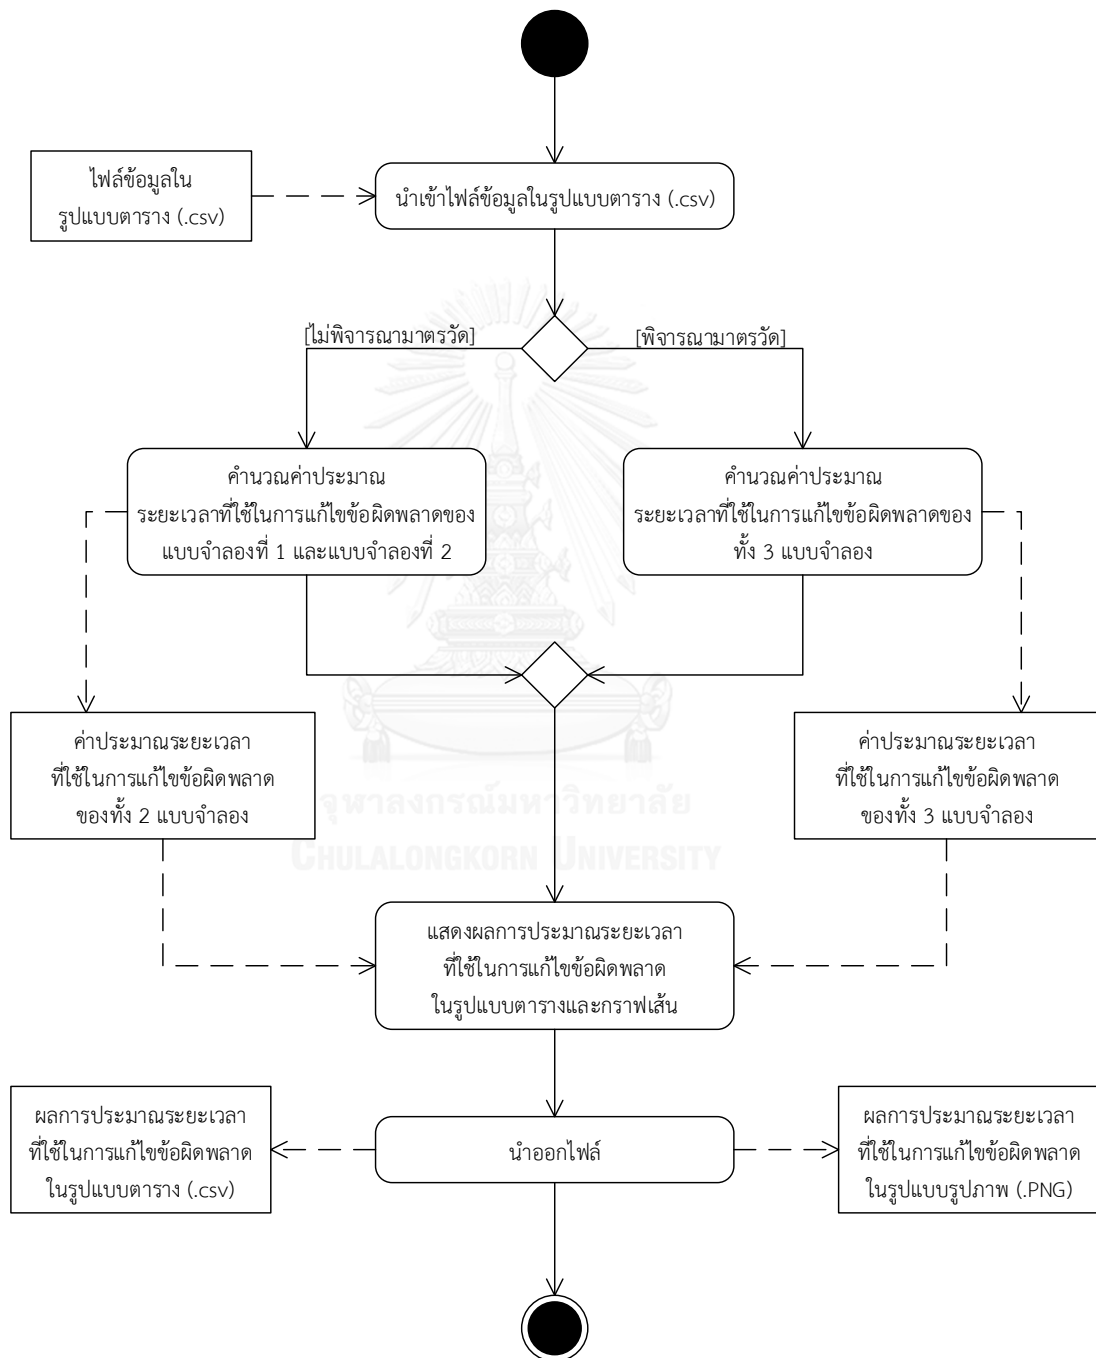 ไฟล์ข้อมูลใน
รูปแบบตาราง (.csv)
นำเข้าไฟล์ข้อมูลในรูปแบบตาราง (.csv)
[ไม่พิจารณามาตรวัด]
[พิจารณามาตรวัด]
คำนวณค่าประมาณ
ระยะเวลาที่ใช้ในการแก้ไขข้อผิดพลาดของ
แบบจำลองที่ 1 และแบบจำลองที่ 2
คำนวณค่าประมาณ
ระยะเวลาที่ใช้ในการแก้ไขข้อผิดพลาดของ
ทั้ง 3 แบบจำลอง
ค่าประมาณระยะเวลา
ที่ใช้ในการแก้ไขข้อผิดพลาด
ของทั้ง 2 แบบจำลอง
ค่าประมาณระยะเวลา
ที่ใช้ในการแก้ไขข้อผิดพลาด
ของทั้ง 3 แบบจำลอง
จุฬาลงกรณ์มหาวิทยาลัย
CHULALONGKORN UNIVERSITY
แสดงผลการประมาณระยะเวลา
ที่ใช้ในการแก้ไขข้อผิดพลาด
ในรูปแบบตารางและกราฟเส้น
ผลการประมาณระยะเวลา
ที่ใช้ในการแก้ไขข้อผิดพลาด
ในรูปแบบตาราง (.csv)
นำออกไฟล์
ผลการประมาณระยะเวลา
ที่ใช้ในการแก้ไขข้อผิดพลาด
ในรูปแบบรูปภาพ (.PNG)